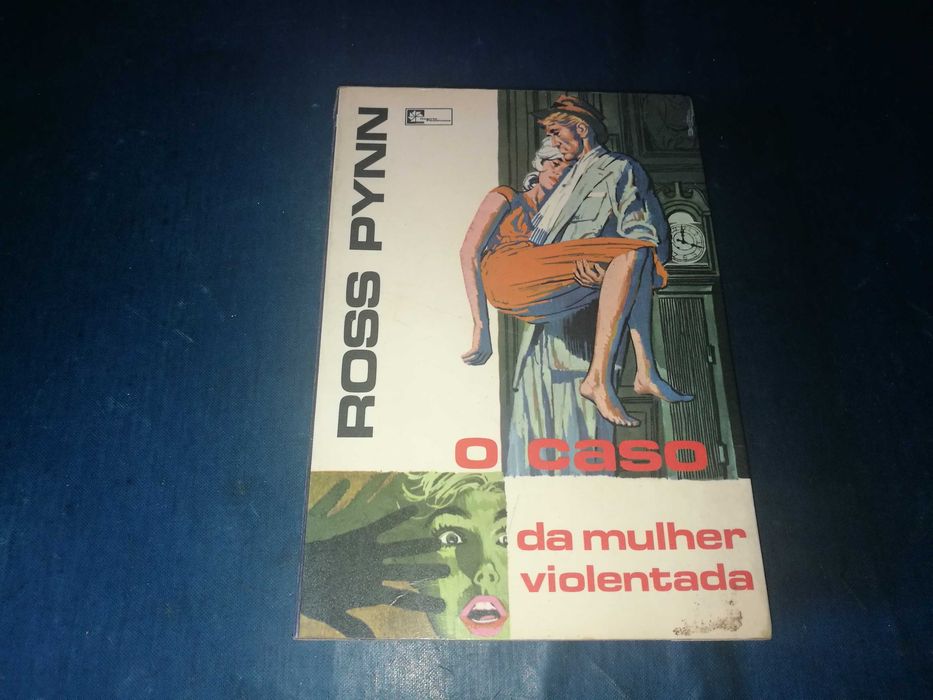 ROSS PYNN
o caso
da mulher
violentada